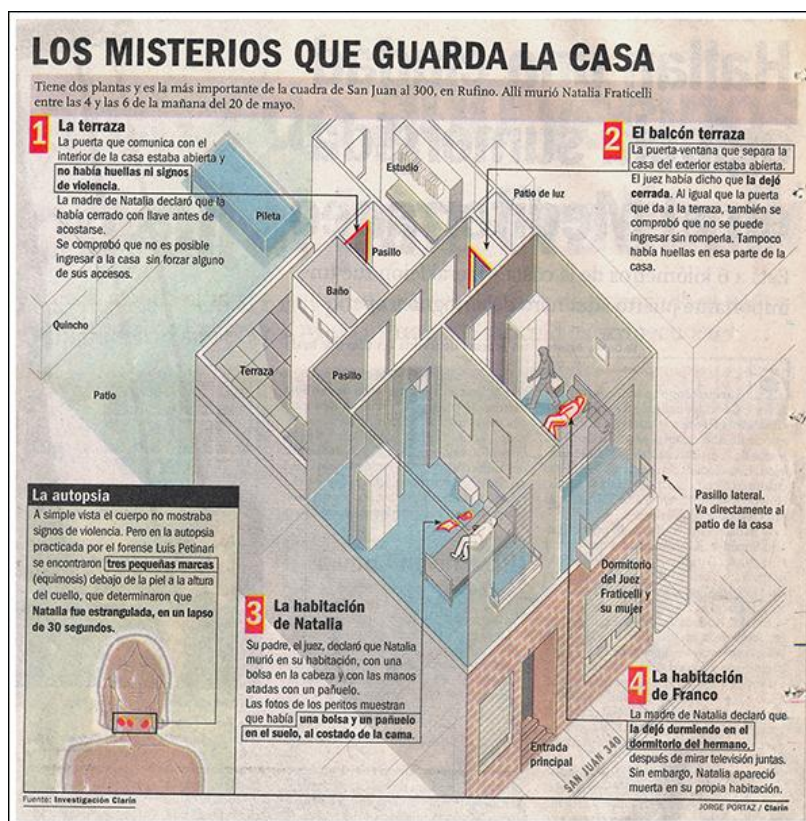 LOS MISTERIOS QUE GUARDA LA CASA
Tiene dos plantas y es la más importante de la cuadra de San Juan al 300, en Rufino. Allí murió Natalia Fraticelli
entre las 4 y las 6 de la mañana del 20 de mayo.
1 La terraza
La puerta que comunica con el
interior de la casa estaba abierta y
no había huellas ni signos
de violencia.
La madre de Natalia declaró que la
había cerrado con llave antes de
acostarse.
Se comprobó que no es posible
ingresar a la casa sin forzar alguno
de sus accesos.
2 El balcón terraza
La puerta-ventana que separa la
casa del exterior estaba abierta.
El juez había dicho que la dejó
cerrada. Al igual que la puerta
que da a la terraza, también se
comprobó que no se puede
ingresar sin romperla. Tampoco
había huellas en esa parte de la
casa.
Estudio
Patio de luz
Pileta
Pasillo
Baño
Quincho
Terraza
Pasillo
Patio
Pasillo lateral.
Va directamente al
patio de la casa
Dormitorio
del Juez
Fraticelli y
su mujer
La autopsia
A simple vista el cuerpo no mostraba
signos de violencia. Pero en la autopsia
practicada por el forense Luis Petinari
se encontraron tres pequeñas marcas
(equimosis) debajo de la piel a la altura
del cuello, que determinaron que
Natalia fue estrangulada, en un lapso
de 30 segundos.
3 La habitación
de Natalia
Su padre, el juez, declaró que Natalia
murió en su habitación, con una
bolsa en la cabeza y con las manos
atadas con un pañuelo.
Las fotos de los peritos muestran
que había una bolsa y un pañuelo
en el suelo, al costado de la cama.
Entrada
principal
SAN JUAN 340
4 La habitación
de Franco
La madre de Natalia declaró que
la dejó durmiendo en el
dormitorio del hermano,
después de mirar televisión juntas.
Sin embargo, Natalia apareció
muerta en su propia habitación.
Fuente: Investigación Clarín
JORGE PORTAZ / Clarín